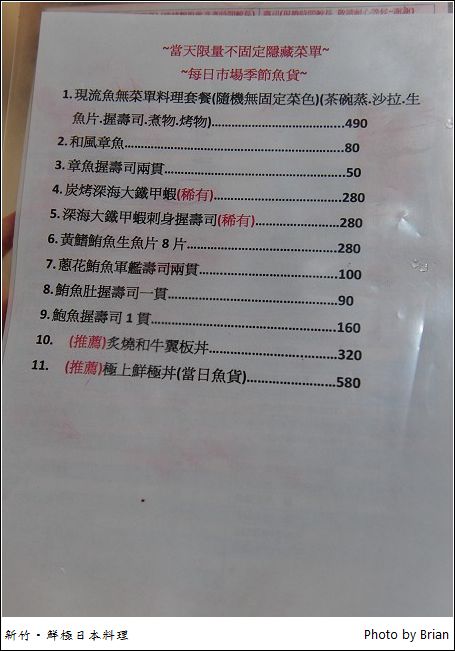 ~當天限量不固定隱藏菜單~
~每日市場季節魚貨~
1. 現流魚無菜單料理套餐(隨機無固定菜色)(茶碗蒸.沙拉.生
魚片.握壽司.煮物.烤物)......................................490
2. 和風章魚.......................................................80
3. 章魚握壽司兩貫..............................................50
4. 炭烤深海大鐵甲蝦(稀有)................................280
5. 深海大鐵甲蝦刺身握壽司(稀有).....................280
6. 黃鰭鮪魚生魚片 8 片......................................280
7. 蔥花鮪魚軍艦壽司兩貫...................................100
8. 鮪魚肚握壽司一貫...........................................90
9. 鮑魚握壽司 1 貫..............................................160
10. (推薦)炙燒和牛翼板丼................................320
11. (推薦)極上鮮極丼(當日魚貨).......................580
新竹‧鮮極日本料理
Photo by Brian